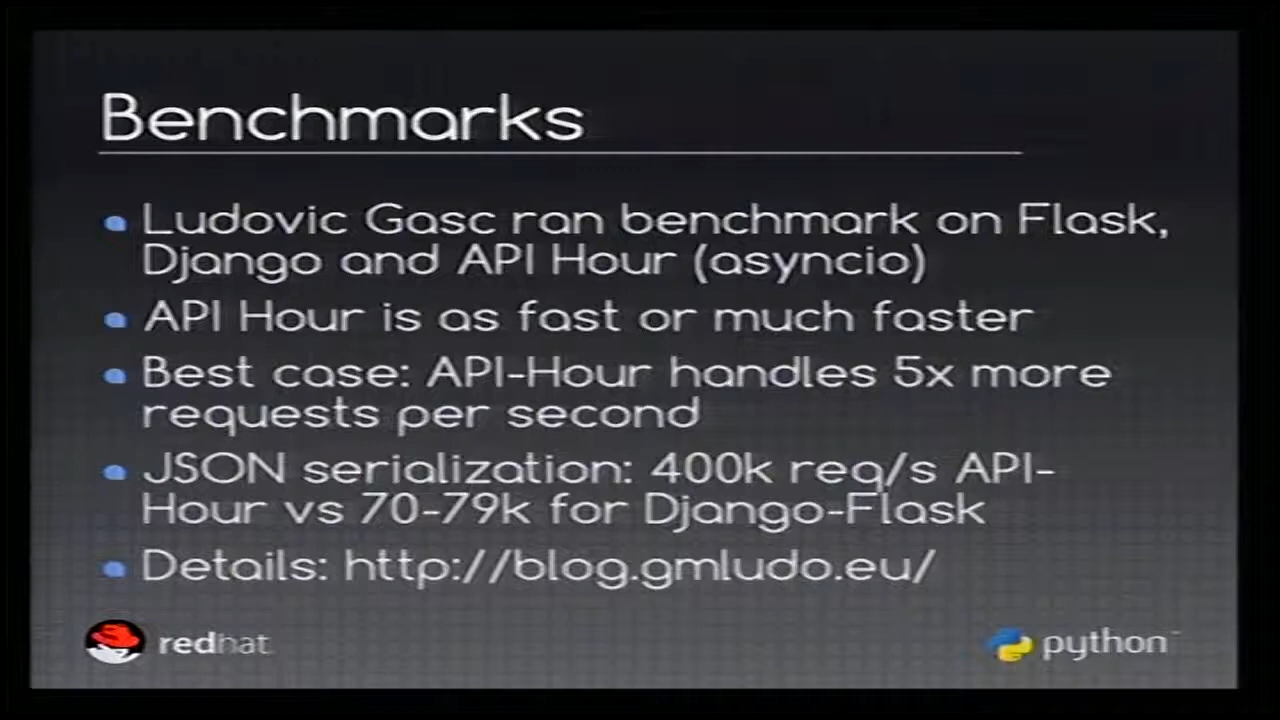 Benchmarks
Ludovic Gasc ran benchmark on Flask,
Django and API Hour (asyncio)
API Hour is as fast or much faster
Best case: API-Hour handles 5x more
requests per second
JSON serialization: 400k req/s API-
Hour vs 70-79k for Django-Flask
Details: http://blog.gmludo.eu/
redhat
python